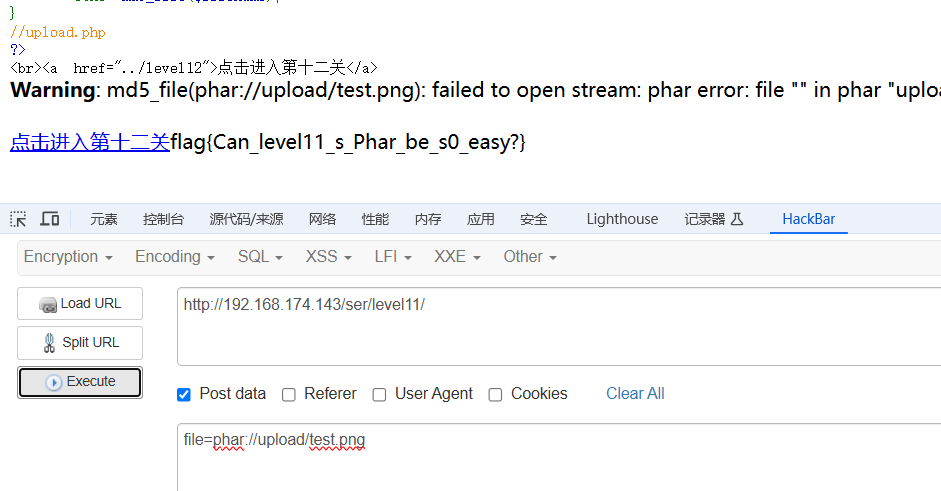 }
//upload.php
?>
<br><a href="../level12">点击进入第十二关</a>
Warning: md5_file(phar://upload/test.png): failed to open stream: phar error: file "" in phar "uploa
点击进入第十二关flag{Can_level11_s_Phar_be_s0_easy?}
元素 控制台 源代码/来源 网络 性能 内存 应用 安全 Lighthouse 记录器 HackBar
Encryption Encoding SQL XSS LFI XXE Other
Load URL
http://192.168.174.143/ser/level11/
Split URL
Execute
Post data Referer User Agent Cookies Clear All
file=phar://upload/test.png